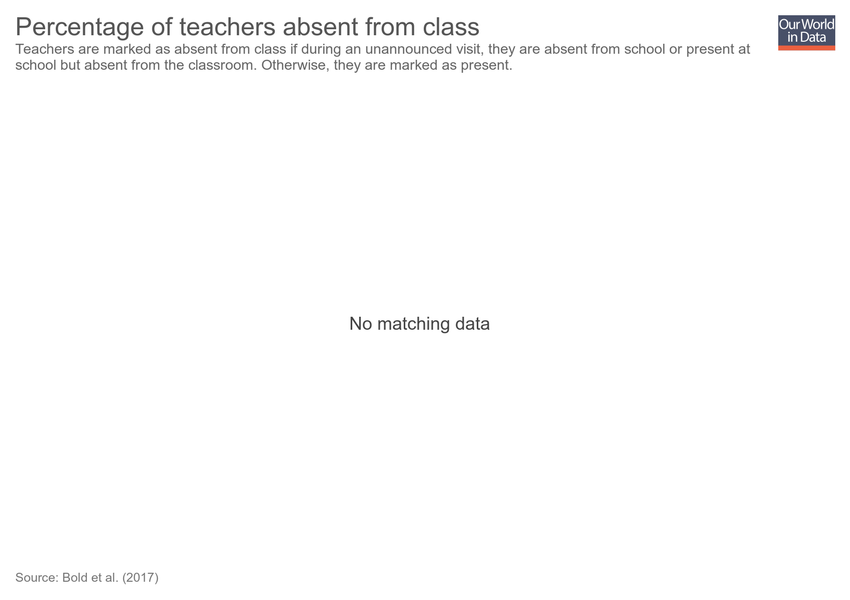 Percentage of teachers absent from class
Our World
in Data
Teachers are marked as absent from class if during an unannounced visit, they are absent from school or present at
school but absent from the classroom. Otherwise, they are marked as present.
No matching data
Source: Bold et al. (2017)